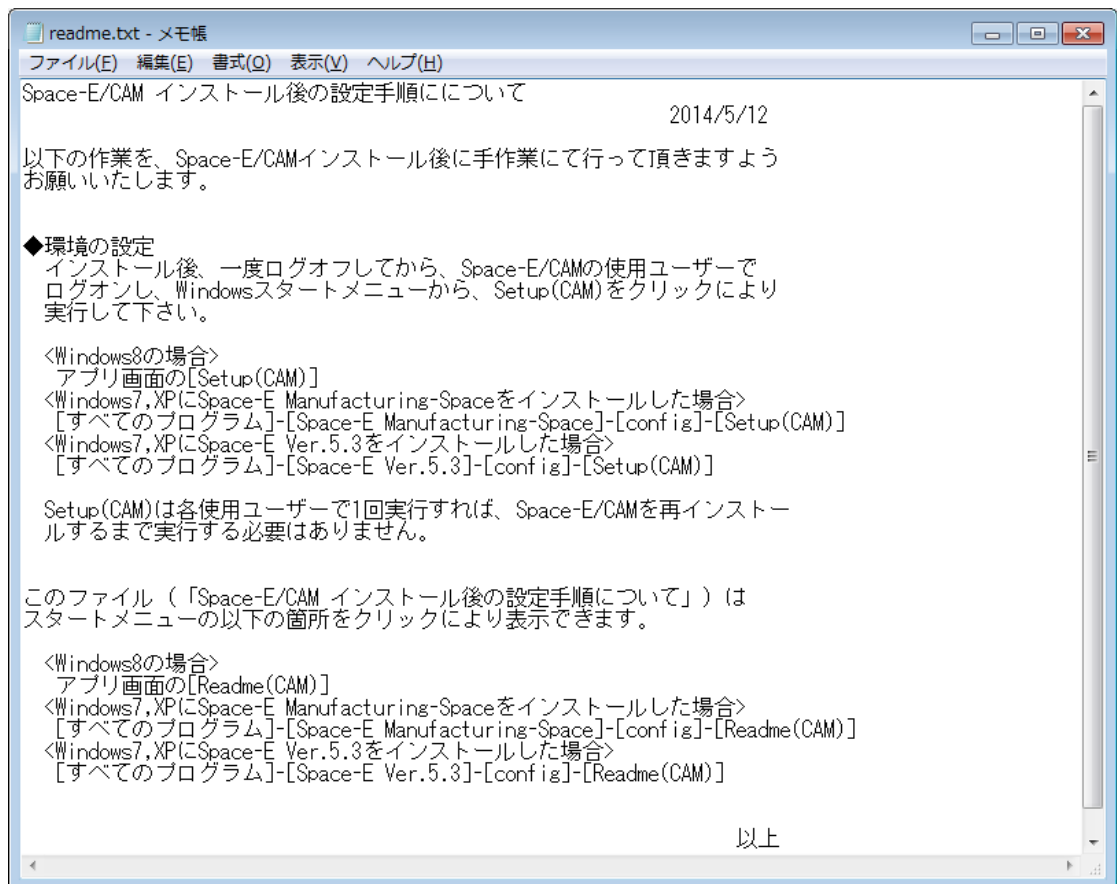 readme.txt - メモ帳
ファイル(F) 編集(E) 書式(O) 表示(V) ヘルプ(H)
Space-E/CAM インストール後の設定手順にについて
2014/5/12
以下の作業を、Space-E/CAMインストール後に手作業にて行って頂きますよう
お願いいたします。
◆環境の設定
インストール後、一度ログオフしてから、Space-E/CAMの使用ユーザーで
ログオンし、Windowsスタートメニューから、Setup(CAM)をクリックにより
実行して下さい。
<Windows8の場合>
アプリ画面の[Setup(CAM)]
<Windows7,XPにSpace-E Manufacturing-Spaceをインストールした場合>
[すべてのプログラム]-[Space-E Manufacturing-Space]-[config]-[Setup(CAM)]
<Windows7,XPにSpace-E Ver.5.3をインストールした場合>
[すべてのプログラム]-[Space-E Ver.5.3]-[config]-[Setup(CAM)]
Setup(CAM)は各使用ユーザーで1回実行すれば、Space-E/CAMを再インストー
ルするまで実行する必要はありません。
このファイル（「Space-E/CAM インストール後の設定手順について」）は
スタートメニューの以下の箇所をクリックにより表示できます。
<Windows8の場合>
アプリ画面の[Readme(CAM)]
<Windows7,XPにSpace-E Manufacturing-Spaceをインストールした場合>
[すべてのプログラム]-[Space-E Manufacturing-Space]-[config]-[Readme(CAM)]
<Windows7,XPにSpace-E Ver.5.3をインストールした場合>
[すべてのプログラム]-[Space-E Ver.5.3]-[config]-[Readme(CAM)]
以上